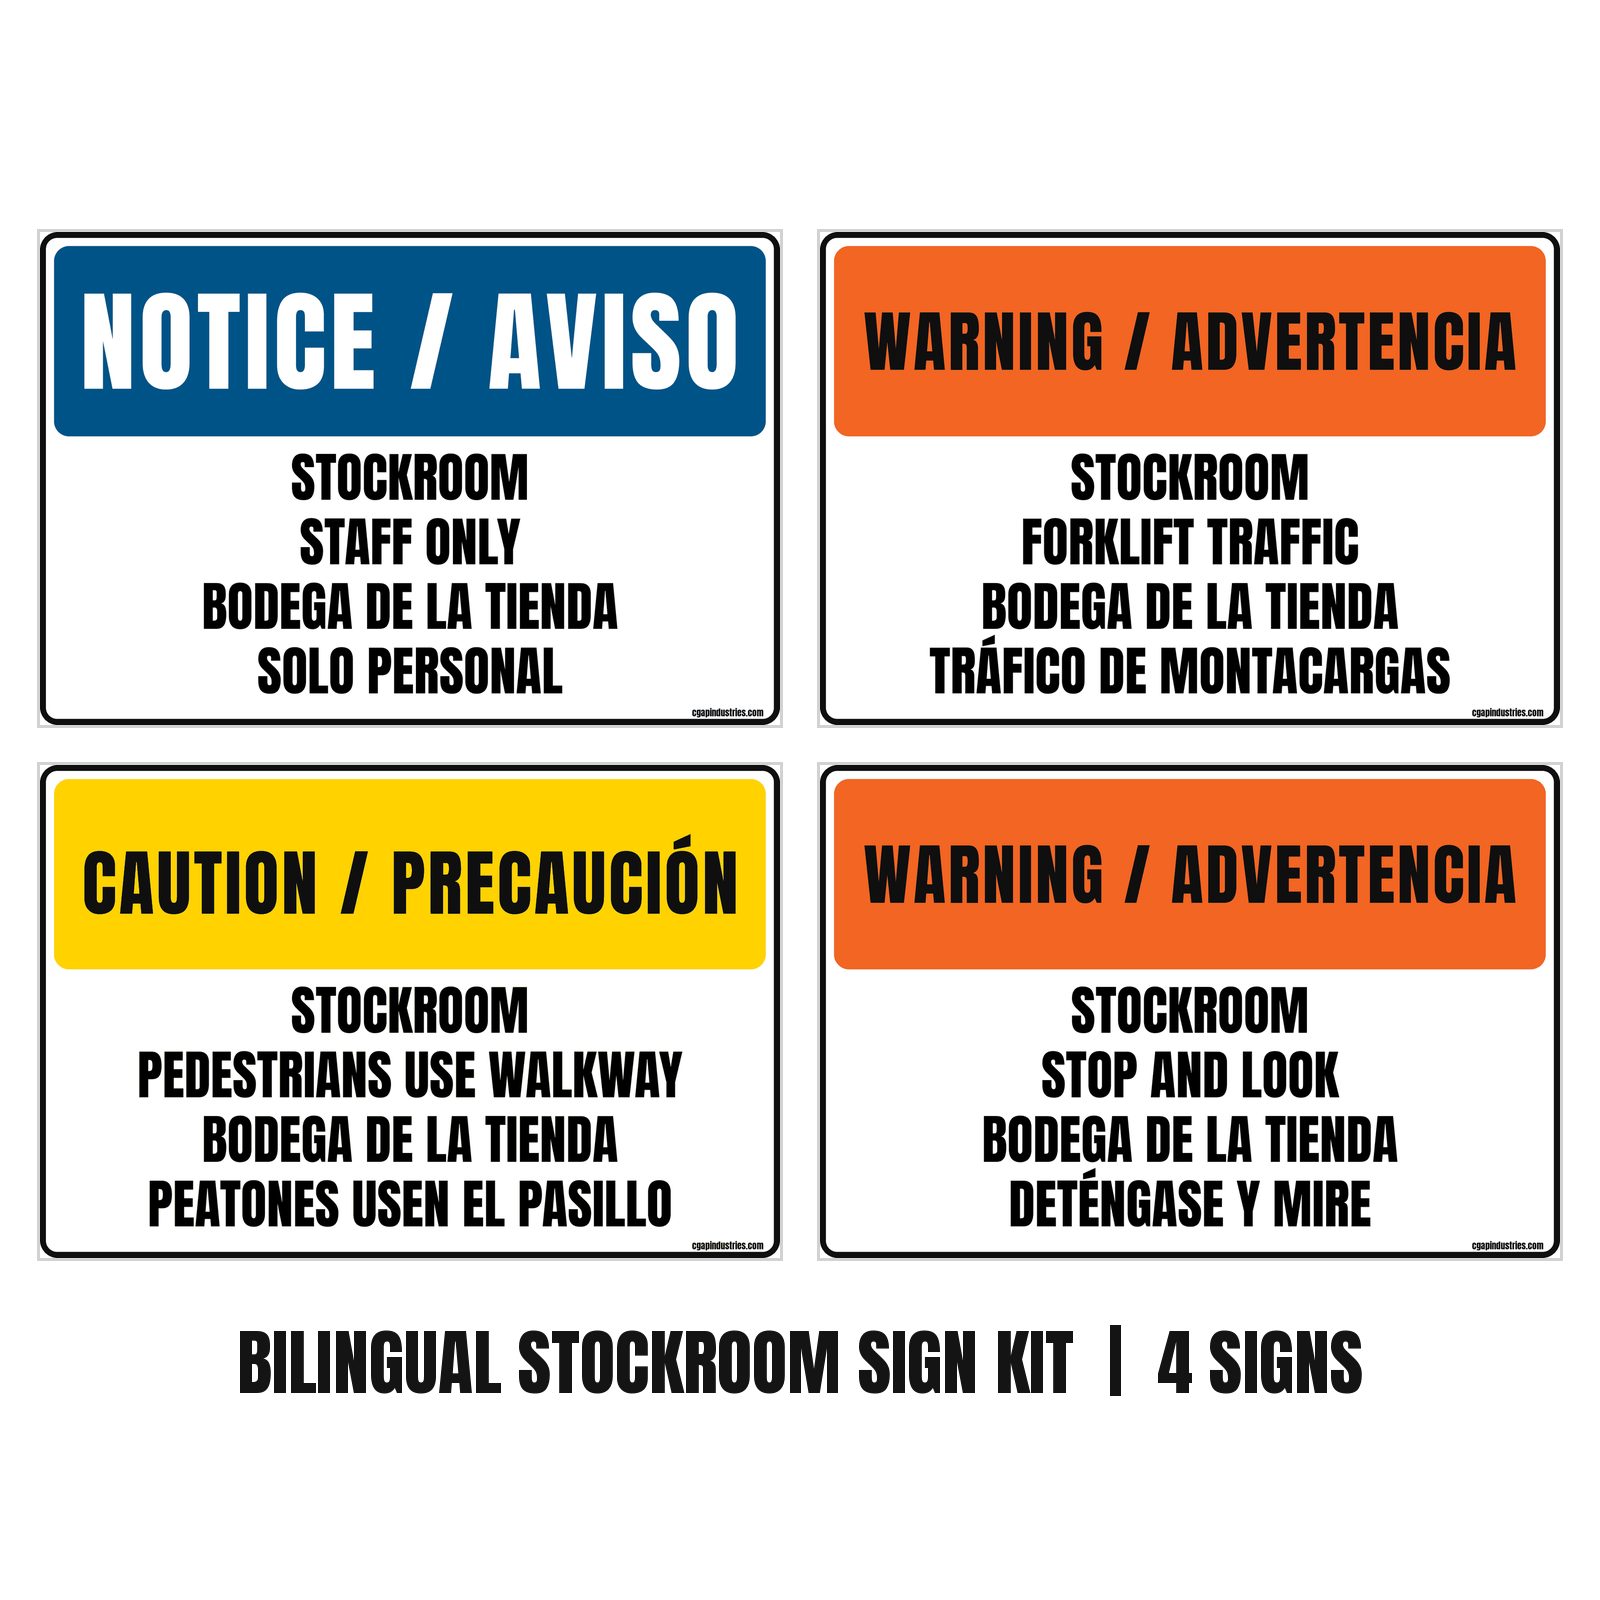 NOTICE / AVISO
STOCKROOM
STAFF ONLY
BODEGA DE LA TIENDA
SOLO PERSONAL
cgapindustries.com
WARNING / ADVERTENCIA
STOCKROOM
FORKLIFT TRAFFIC
BODEGA DE LA TIENDA
TRÁFICO DE MONTACARGAS
cgapindustries.com
CAUTION / PRECAUCIÓN
STOCKROOM
PEDESTRIANS USE WALKWAY
BODEGA DE LA TIENDA
PEATONES USEN EL PASILLO
cgapindustries.com
WARNING / ADVERTENCIA
STOCKROOM
STOP AND LOOK
BODEGA DE LA TIENDA
DETÉNGASE Y MIRE
cgapindustries.com
BILINGUAL STOCKROOM SIGN KIT | 4 SIGNS